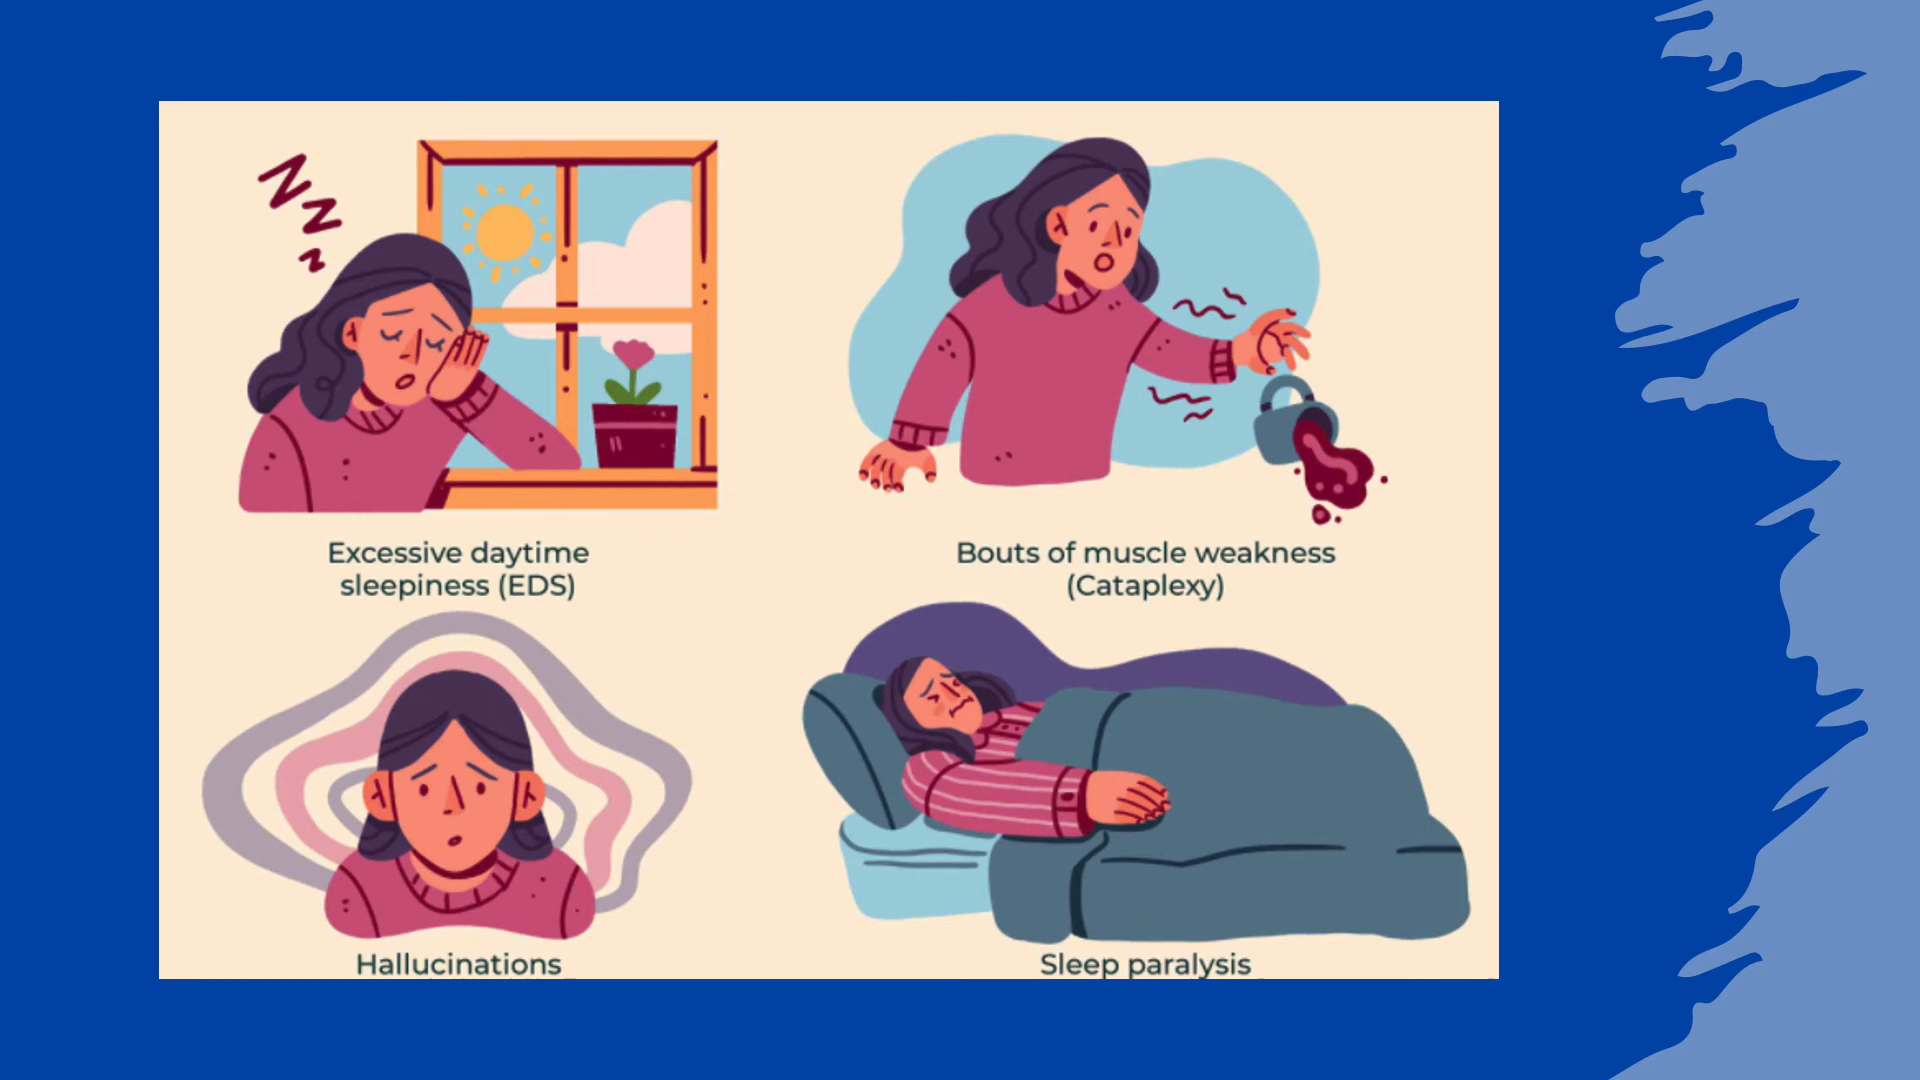 Excessive daytime
sleepiness (EDS)
Bouts of muscle weakness
(Cataplexy)
Hallucinations
Sleep paralysis